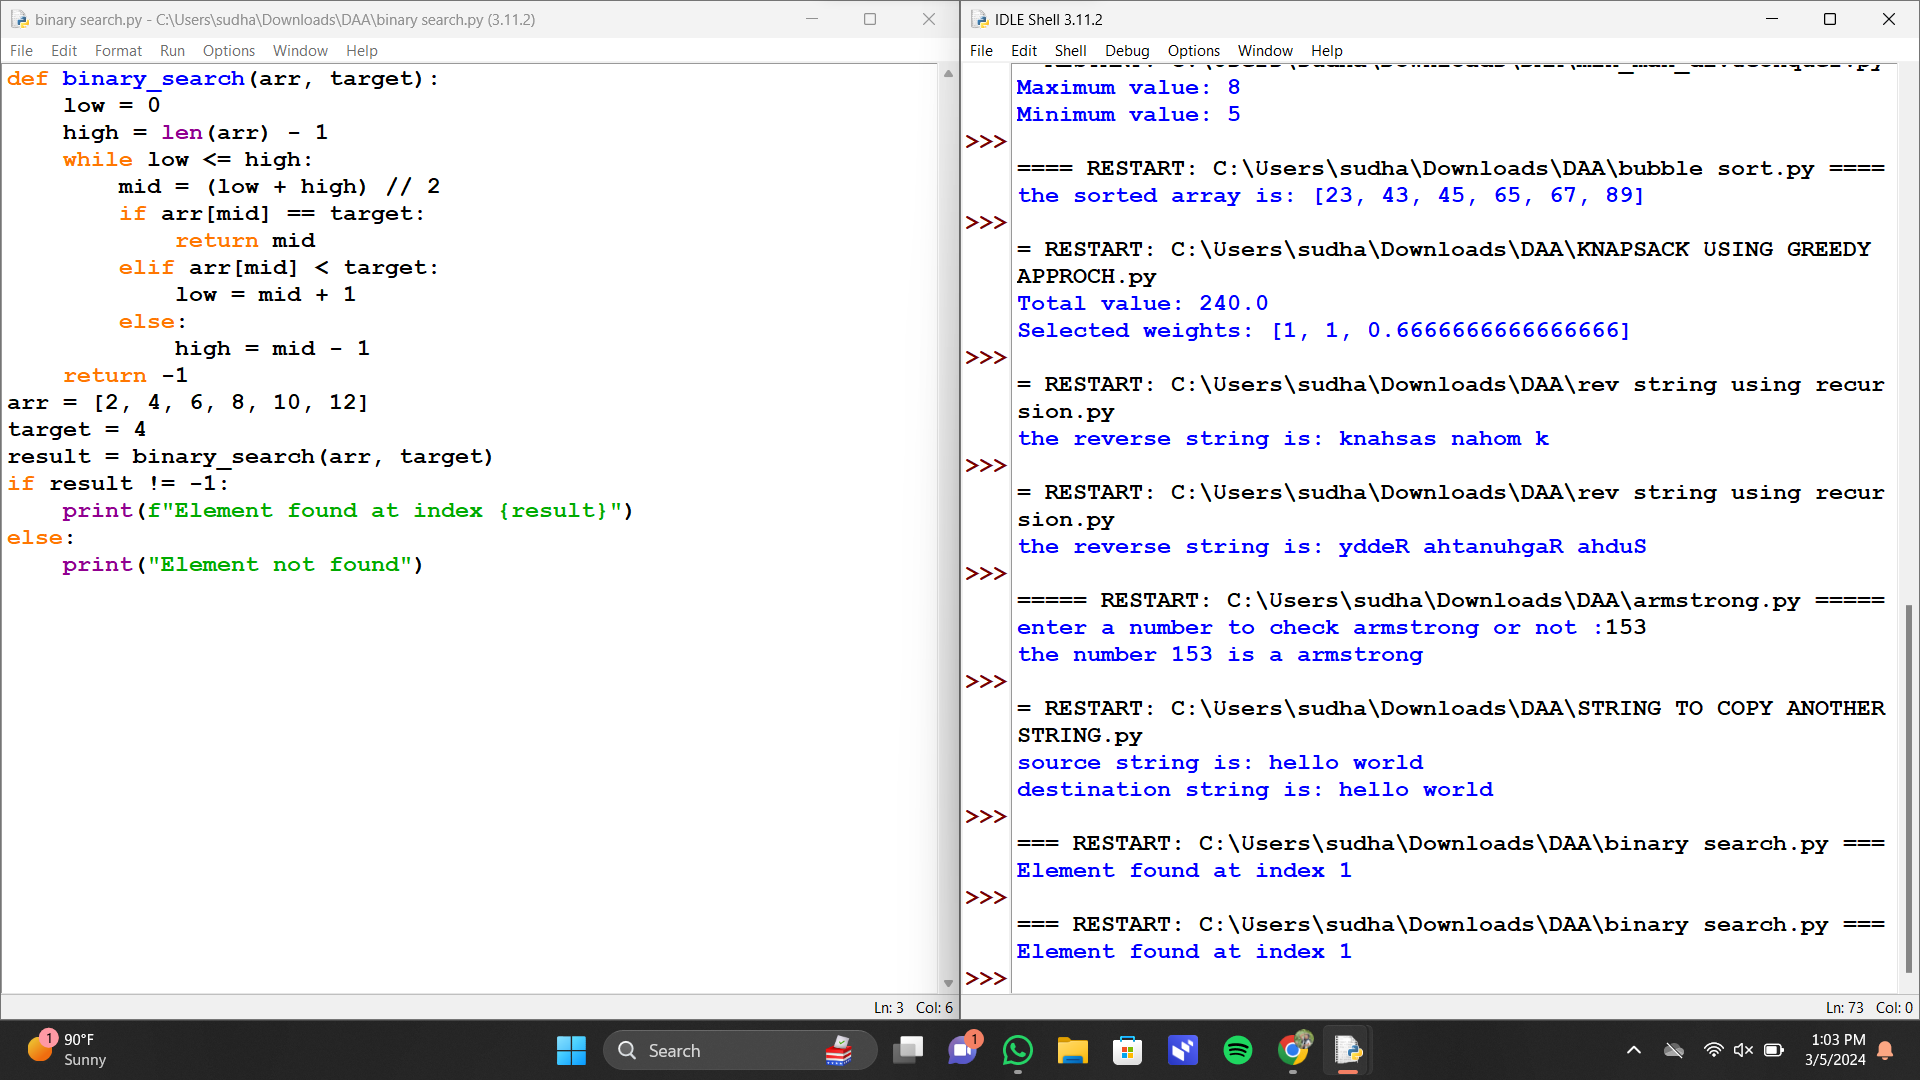 binary search.py - C:\Users\sudha\Downloads\DAA\binary search.py (3.11.2)
File Edit Format Run Options Window Help
def binary_search(arr, target):
    low = 0
    high = len(arr) - 1
    while low <= high:
        mid = (low + high) // 2
        if arr[mid] == target:
            return mid
        elif arr[mid] < target:
            low = mid + 1
        else:
            high = mid - 1
    return -1
arr = [2, 4, 6, 8, 10, 12]
target = 4
result = binary_search(arr, target)
if result != -1:
    print(f"Element found at index {result}")
else:
    print("Element not found")
Ln: 3 Col: 6
IDLE Shell 3.11.2
File Edit Shell Debug Options Window Help
Maximum value: 8
Minimum value: 5
>>>
==== RESTART: C:\Users\sudha\Downloads\DAA\bubble sort.py ====
the sorted array is: [23, 43, 45, 65, 67, 89]
>>>
= RESTART: C:\Users\sudha\Downloads\DAA\KNAPSACK USING GREEDY
APPROCH.py
Total value: 240.0
Selected weights: [1, 1, 0.6666666666666666]
>>>
= RESTART: C:\Users\sudha\Downloads\DAA\rev string using recur
sion.py
the reverse string is: knahsas nahom k
>>>
= RESTART: C:\Users\sudha\Downloads\DAA\rev string using recur
sion.py
the reverse string is: yddeR ahtanuhgaR ahduS
>>>
===== RESTART: C:\Users\sudha\Downloads\DAA\armstrong.py =====
enter a number to check armstrong or not :153
the number 153 is a armstrong
>>>
= RESTART: C:\Users\sudha\Downloads\DAA\STRING TO COPY ANOTHER
STRING.py
source string is: hello world
destination string is: hello world
>>>
=== RESTART: C:\Users\sudha\Downloads\DAA\binary search.py ===
Element found at index 1
>>>
=== RESTART: C:\Users\sudha\Downloads\DAA\binary search.py ===
Element found at index 1
>>>
Ln: 73 Col: 0
1
90°F
Sunny
Search
1
1:03 PM
3/5/2024